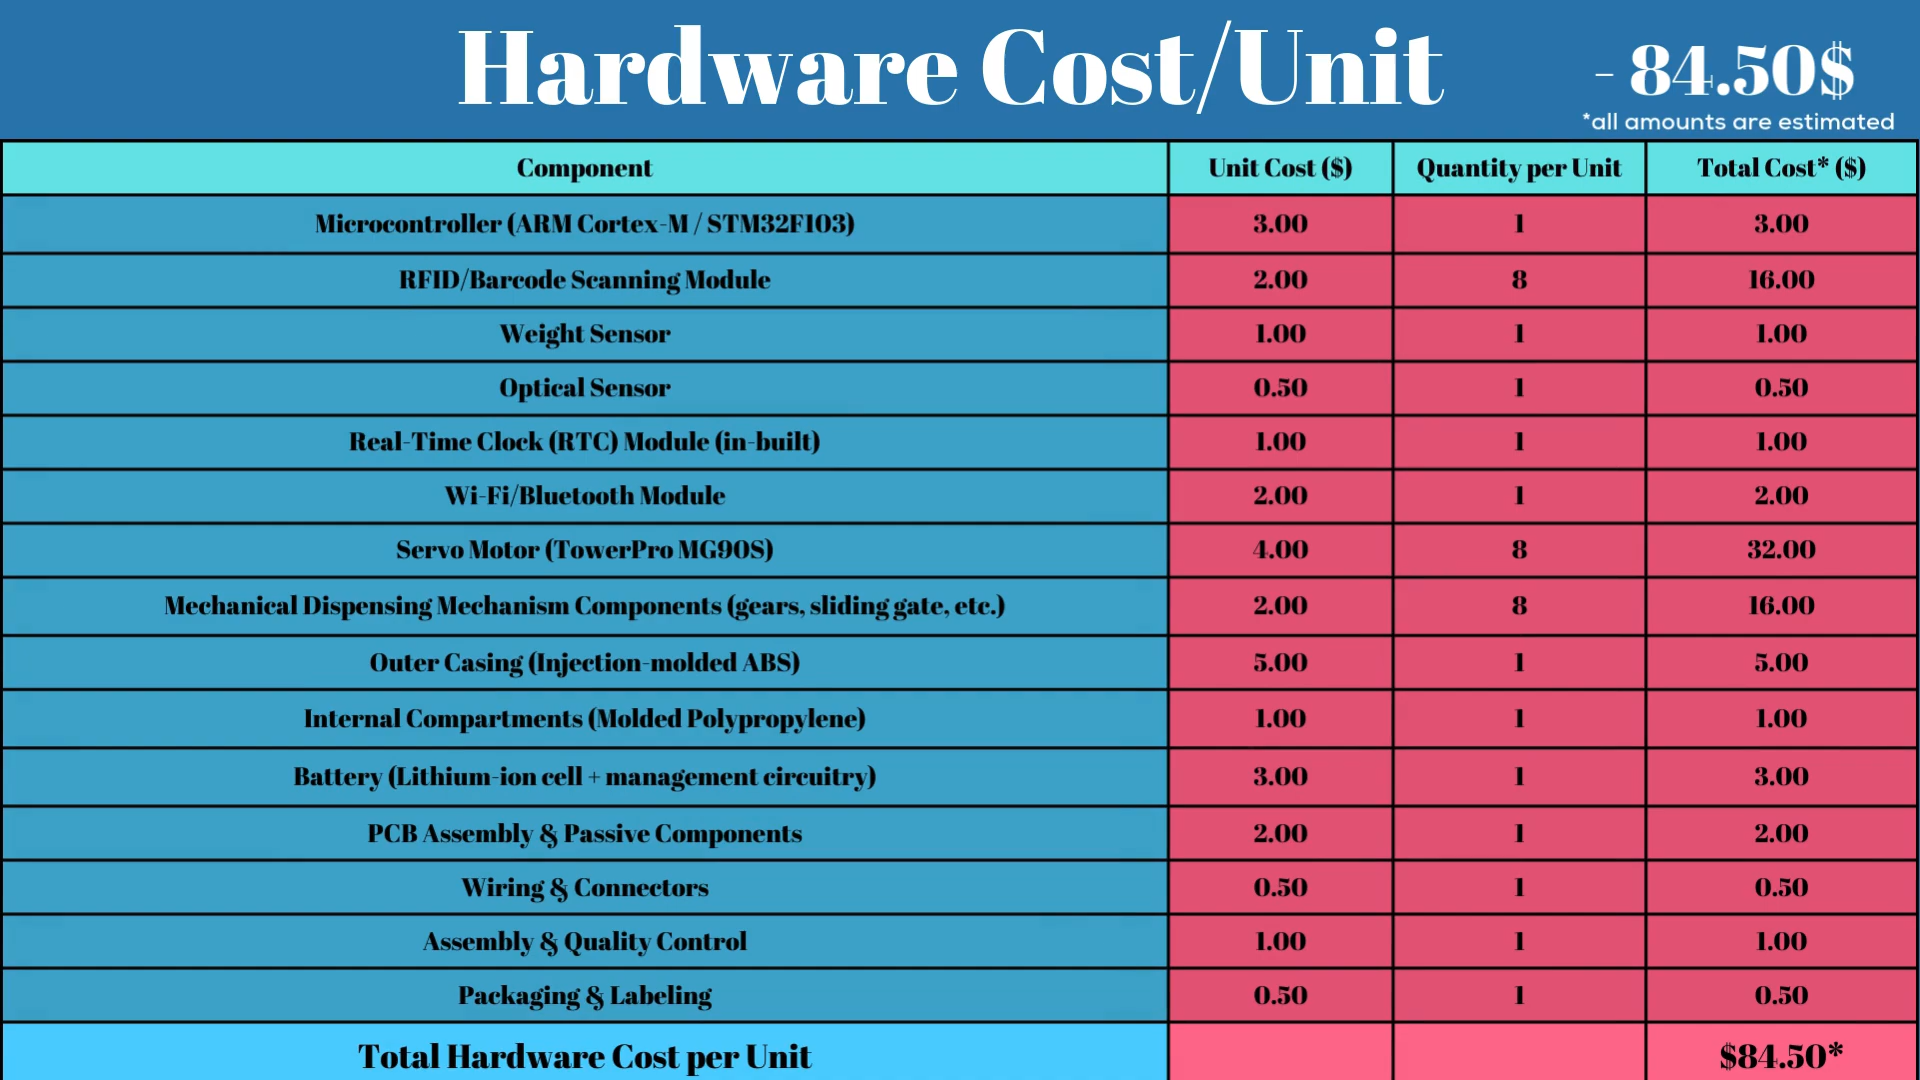 Hardware Cost/Unit
- 84.50$
*all amounts are estimated
Component Unit Cost ($) Quantity per Unit Total Cost* ($)
Microcontroller (ARM Cortex-M / STM32F103) 3.00 1 3.00
RFID/Barcode Scanning Module 2.00 8 16.00
Weight Sensor 1.00 1 1.00
Optical Sensor 0.50 1 0.50
Real-Time Clock (RTC) Module (in-built) 1.00 1 1.00
Wi-Fi/Bluetooth Module 2.00 1 2.00
Servo Motor (TowerPro MG90S) 4.00 8 32.00
Mechanical Dispensing Mechanism Components (gears, sliding gate, etc.) 2.00 8 16.00
Outer Casing (Injection-molded ABS) 5.00 1 5.00
Internal Compartments (Molded Polypropylene) 1.00 1 1.00
Battery (Lithium-ion cell + management circuitry) 3.00 1 3.00
PCB Assembly & Passive Components 2.00 1 2.00
Wiring & Connectors 0.50 1 0.50
Assembly & Quality Control 1.00 1 1.00
Packaging & Labeling 0.50 1 0.50
Total Hardware Cost per Unit $84.50*